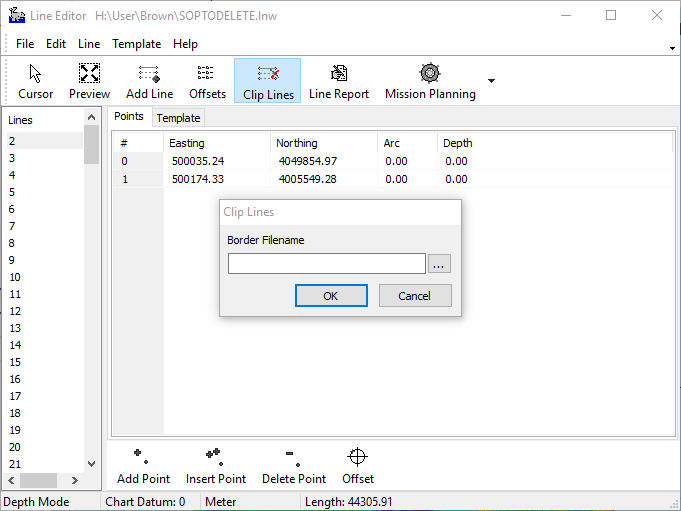 Line Editor H:\User\Brown\SOPTODELETE.lnw
File Edit Line Template Help
Cursor Preview Add Line Offsets Clip Lines Line Report Mission Planning
Lines
2
3
4
5
6
7
8
9
10
11
12
13
14
15
16
17
18
19
20
21
Points Template
# Easting Northing Arc Depth
0 500035.24 4049854.97 0.00 0.00
1 500174.33 4005549.28 0.00 0.00
Clip Lines
Border Filename
...
OK Cancel
Add Point Insert Point Delete Point Offset
Depth Mode Chart Datum: 0 Meter Length: 44305.91